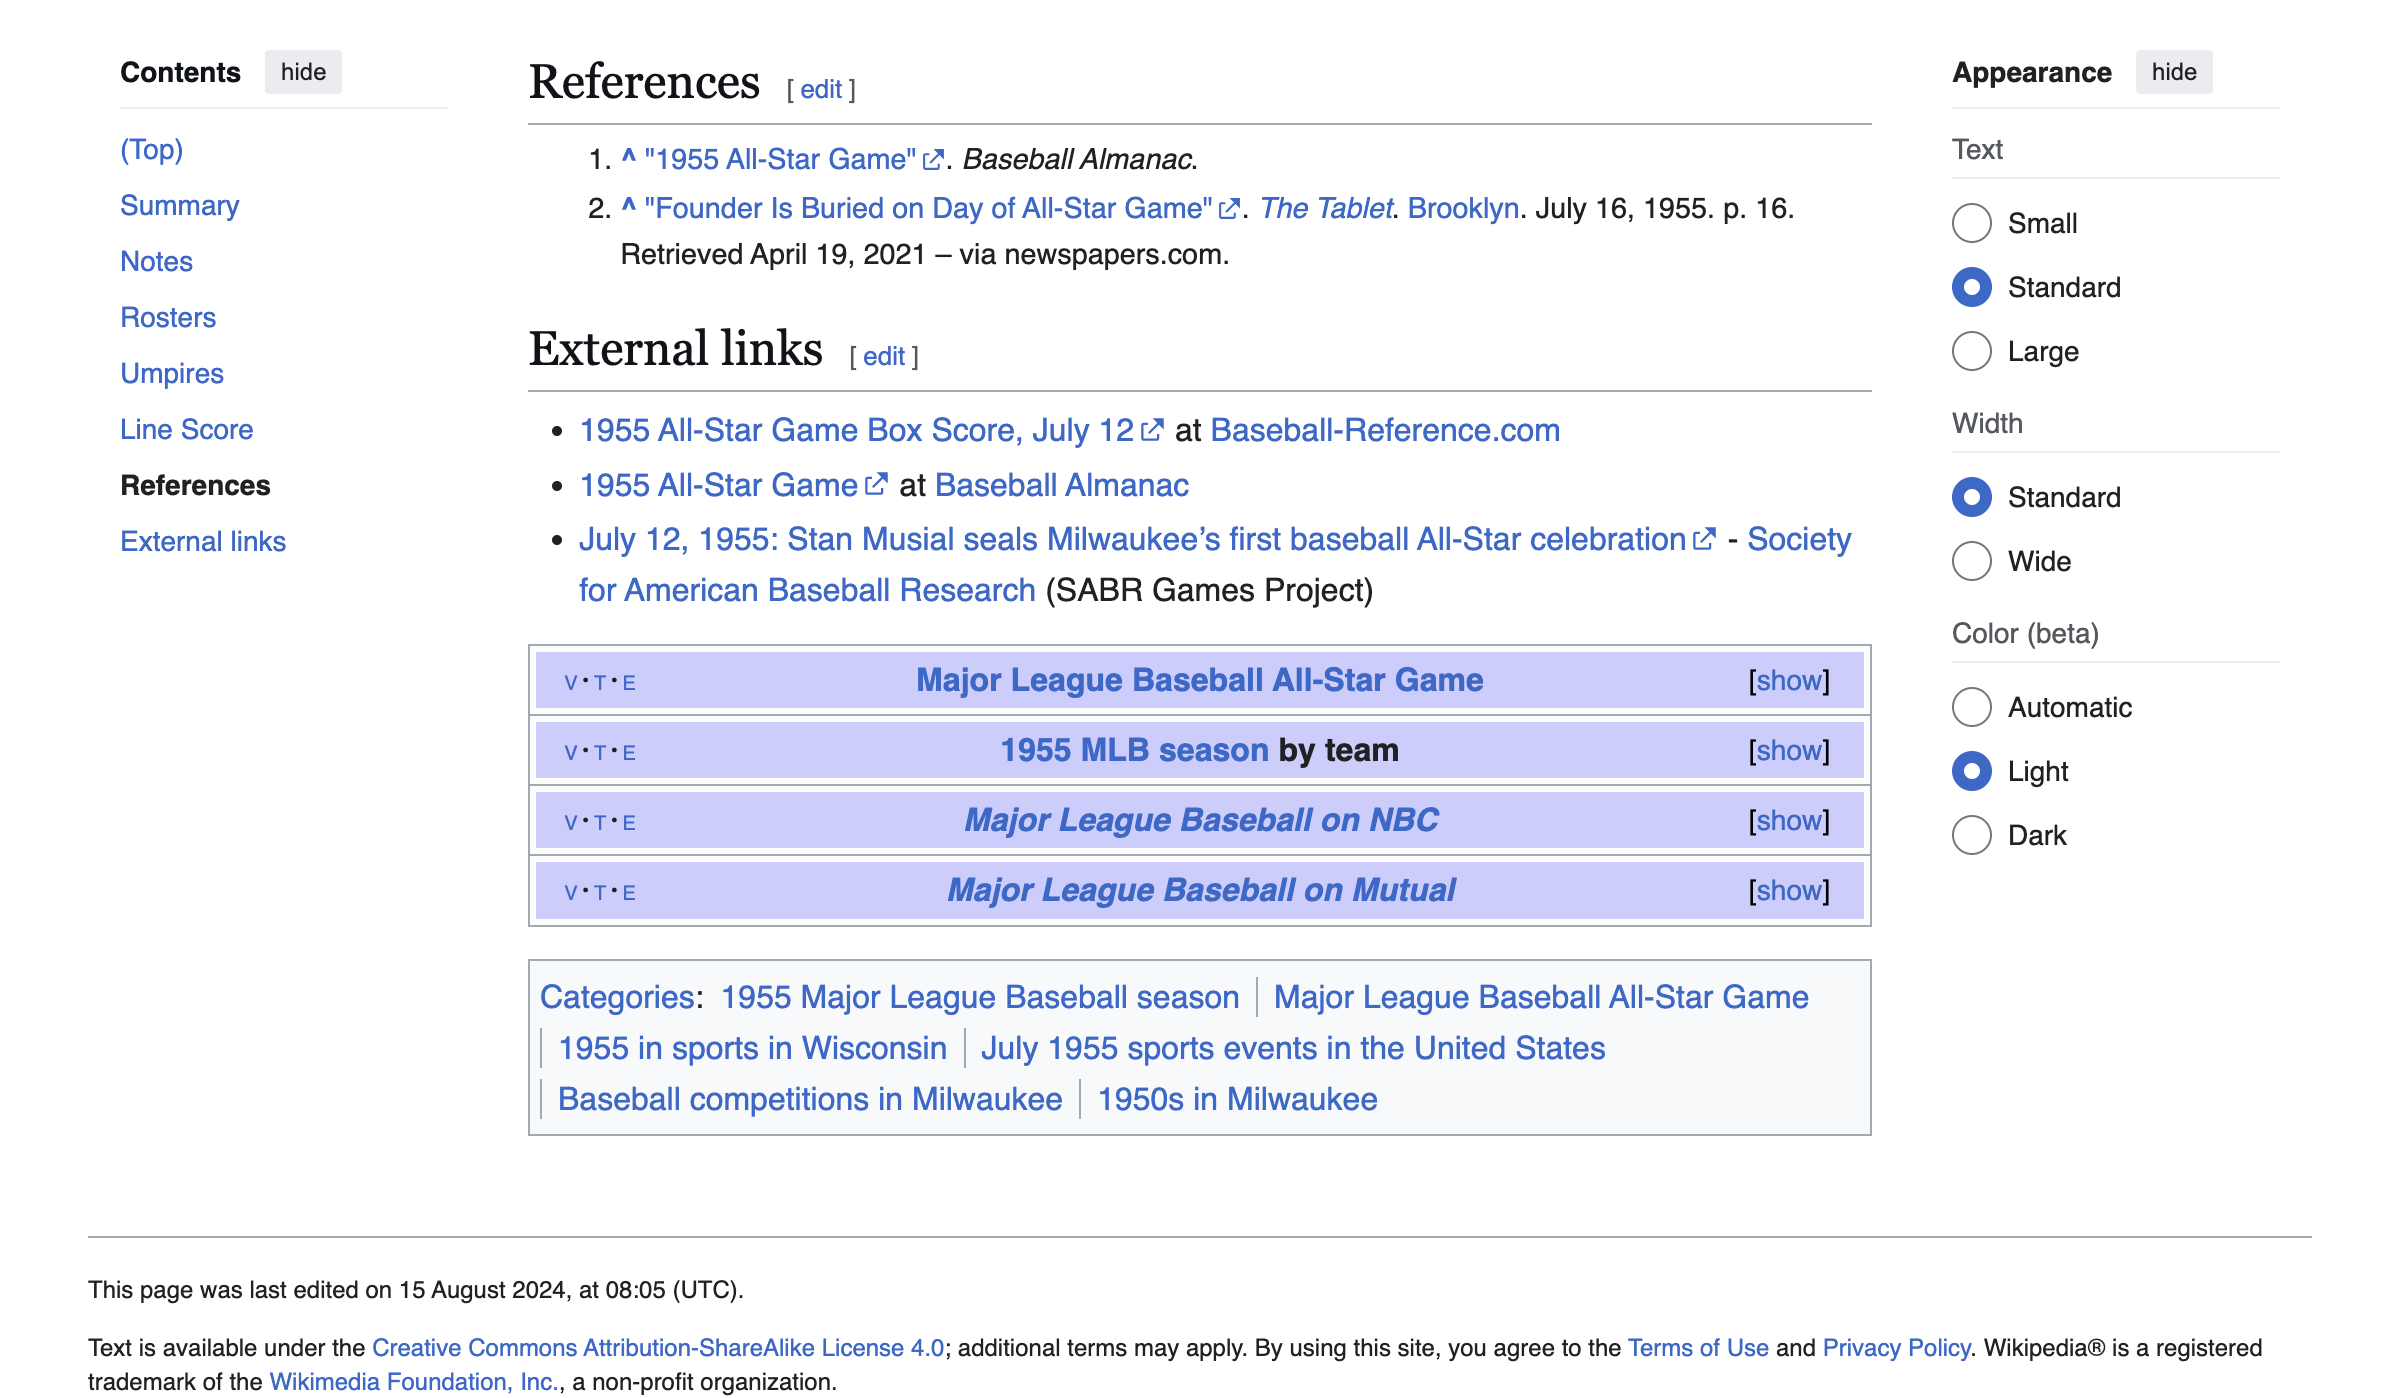 Contents hide
(Top)
Summary
Notes
Rosters
Umpires
Line Score
References
External links
References [ edit ]
1. ^ "1955 All-Star Game" . Baseball Almanac.
2. ^ "Founder Is Buried on Day of All-Star Game" . The Tablet. Brooklyn. July 16, 1955. p. 16.
Retrieved April 19, 2021 – via newspapers.com.
External links [ edit ]
• 1955 All-Star Game Box Score, July 12 at Baseball-Reference.com
• 1955 All-Star Game at Baseball Almanac
• July 12, 1955: Stan Musial seals Milwaukee’s first baseball All-Star celebration - Society
for American Baseball Research (SABR Games Project)
V·T·E Major League Baseball All-Star Game [show]
V·T·E 1955 MLB season by team [show]
V·T·E Major League Baseball on NBC [show]
V·T·E Major League Baseball on Mutual [show]
Categories: 1955 Major League Baseball season | Major League Baseball All-Star Game
| 1955 in sports in Wisconsin | July 1955 sports events in the United States
| Baseball competitions in Milwaukee | 1950s in Milwaukee
Appearance hide
Text
Small
Standard
Large
Width
Standard
Wide
Color (beta)
Automatic
Light
Dark
This page was last edited on 15 August 2024, at 08:05 (UTC).
Text is available under the Creative Commons Attribution-ShareAlike License 4.0; additional terms may apply. By using this site, you agree to the Terms of Use and Privacy Policy. Wikipedia® is a registered
trademark of the Wikimedia Foundation, Inc., a non-profit organization.